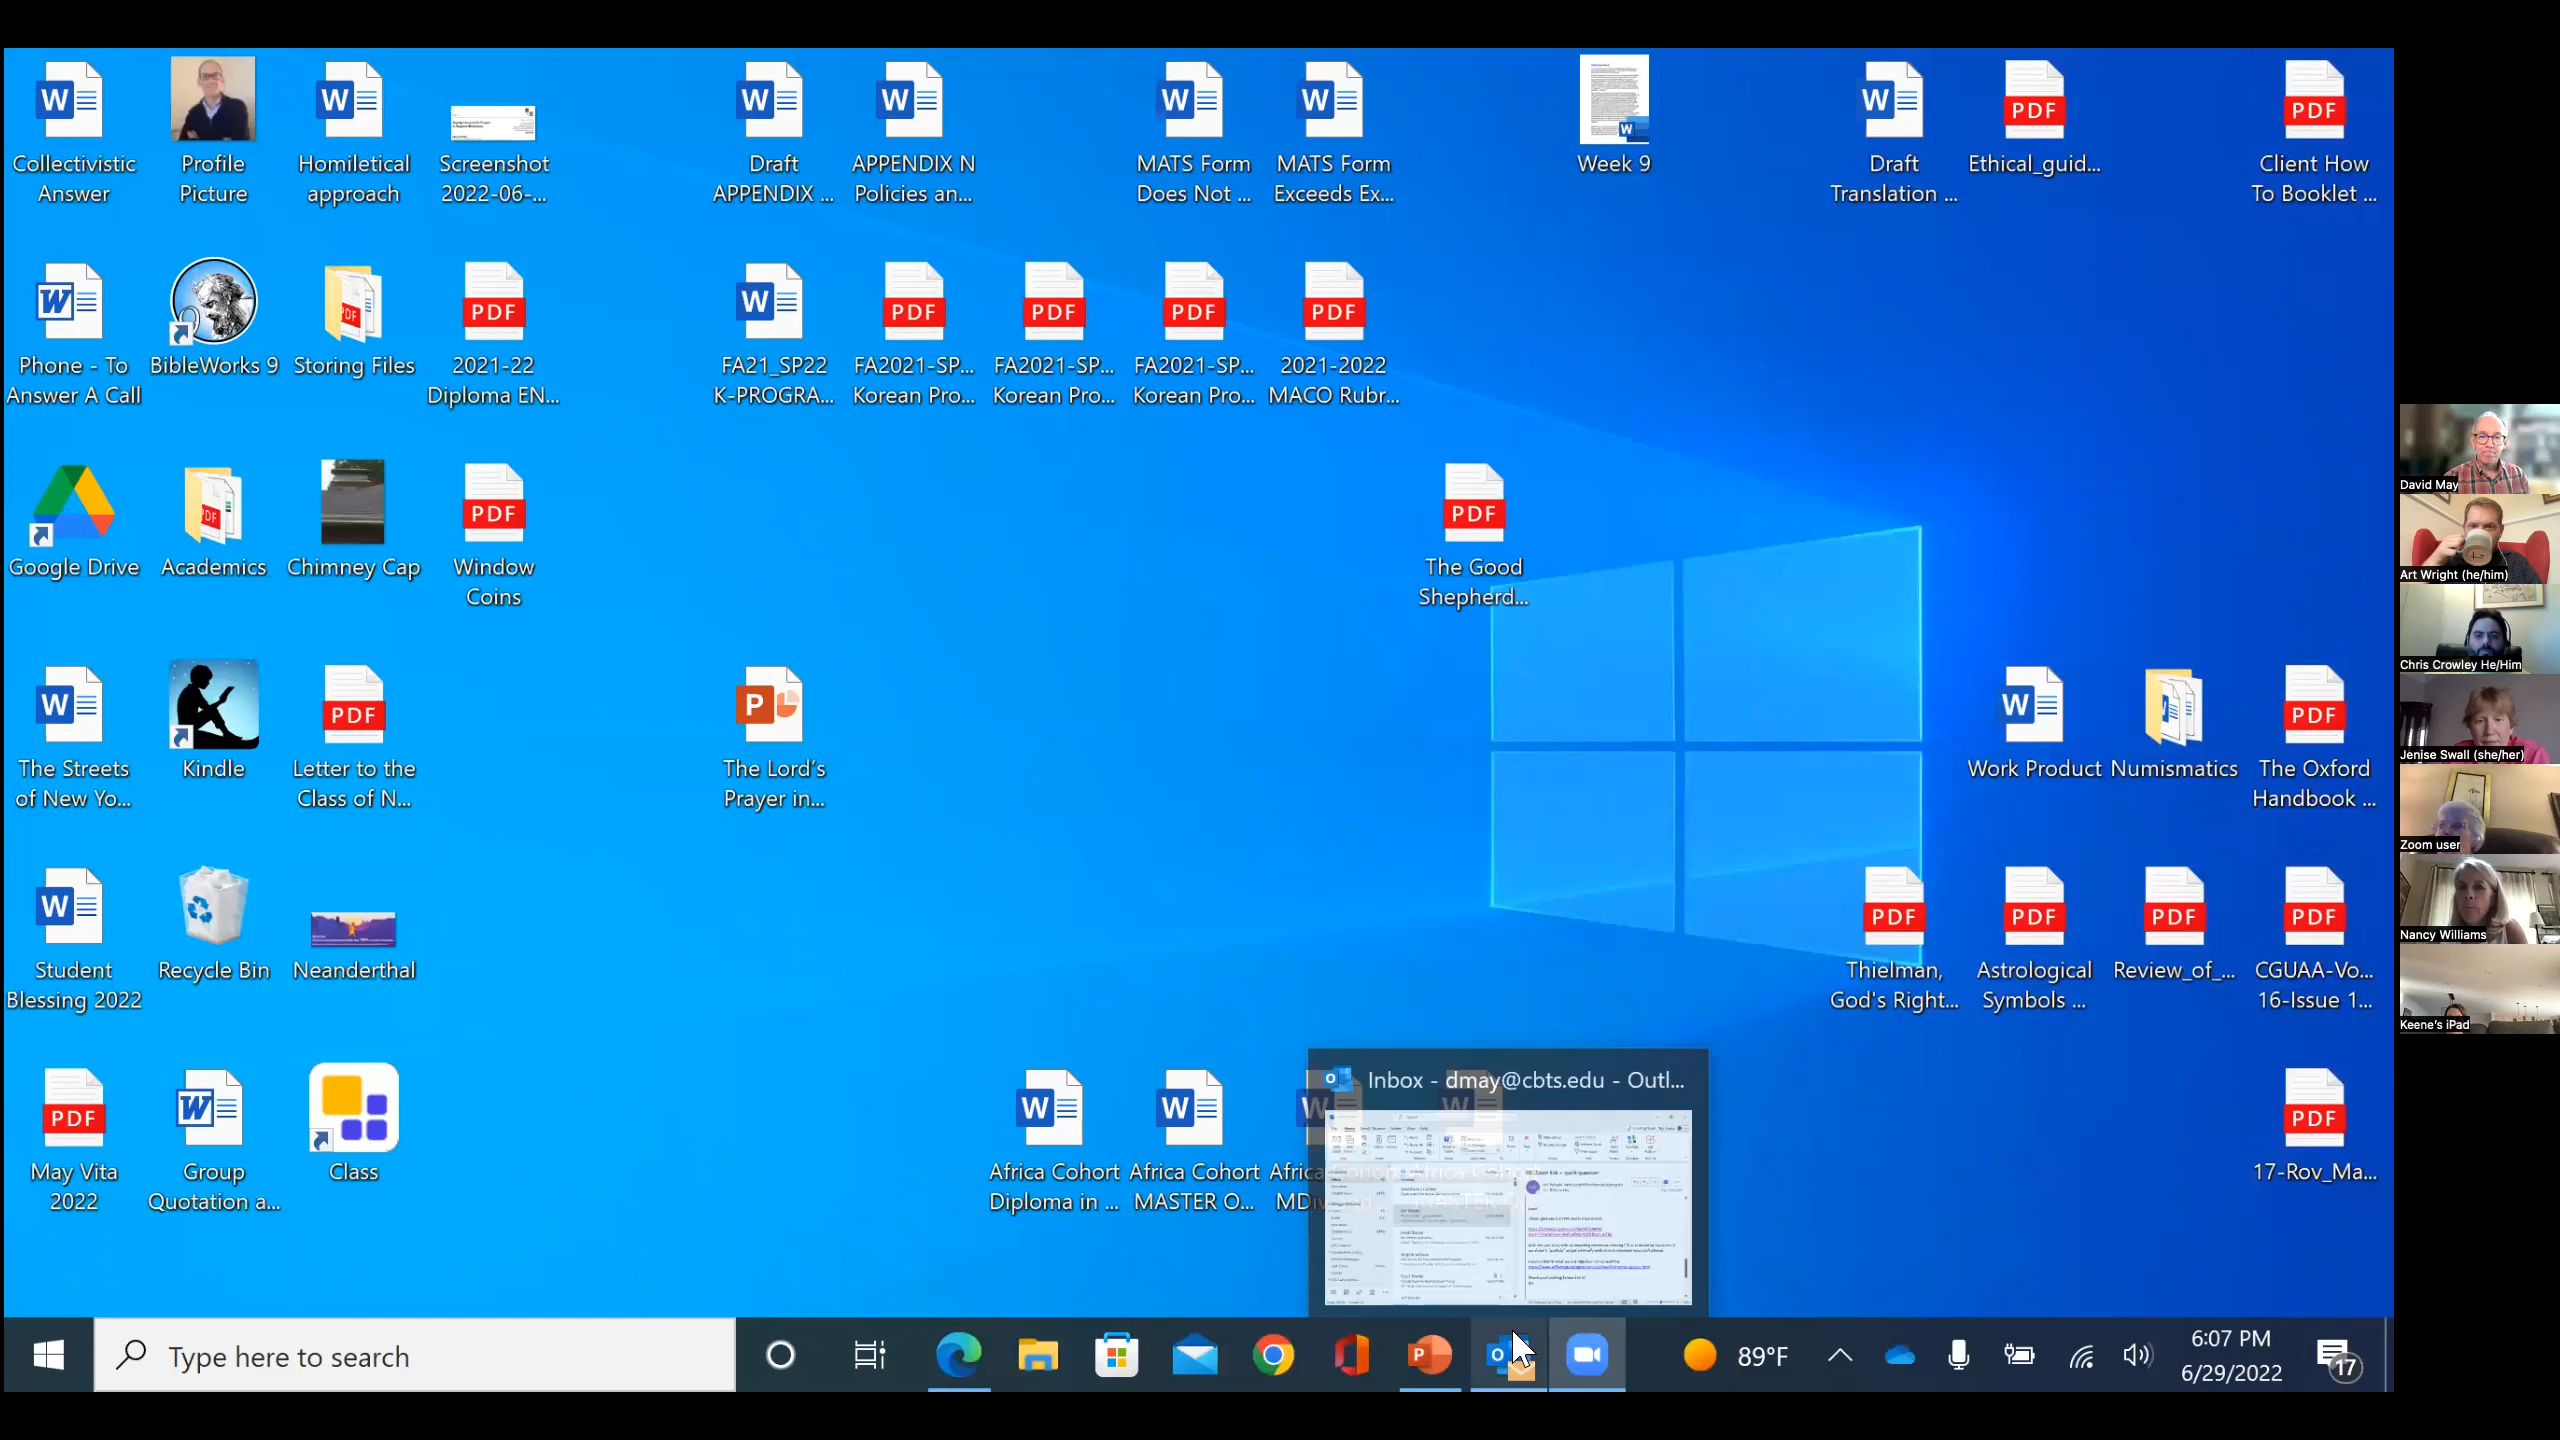 Collectivistic
Answer
Profile
Picture
Homiletical
approach
Screenshot
2022-06-...
Draft
APPENDIX ...
APPENDIX N
Policies an...
MATS Form
Does Not ...
MATS Form
Exceeds Ex...
Week 9
Draft
Translation ...
Ethical_guid...
Client How
To Booklet ...
Phone - To
Answer A Call
BibleWorks 9
Storing Files
2021-22
Diploma EN...
FA21_SP22
K-PROGRA...
FA2021-SP...
Korean Pro...
FA2021-SP...
Korean Pro...
FA2021-SP...
Korean Pro...
2021-2022
MACO Rubr...
David May
Art Wright (he/him)
Google Drive
Academics
Chimney Cap
Window
Coins
The Good
Shepherd...
Chris Crowley He/Him
The Streets
of New Yo...
Kindle
Letter to the
Class of N...
The Lord's
Prayer in...
Work Product
Numismatics
The Oxford
Handbook ...
Jenise Swall (she/her)
Zoom user
Student
Blessing 2022
Recycle Bin
Neanderthal
Thielman,
God's Right...
Astrological
Symbols ...
Review_of_...
CGUAA-Vo...
16-Issue 1...
Nancy Williams
Keene's iPad
May Vita
2022
Group
Quotation a...
Class
Africa Cohort
Diploma in ...
Africa Cohort
MASTER O...
Inbox - dmay@cbts.edu - Outl...
17-Rov_Ma...
Type here to search
89°F
6:07 PM
6/29/2022
17